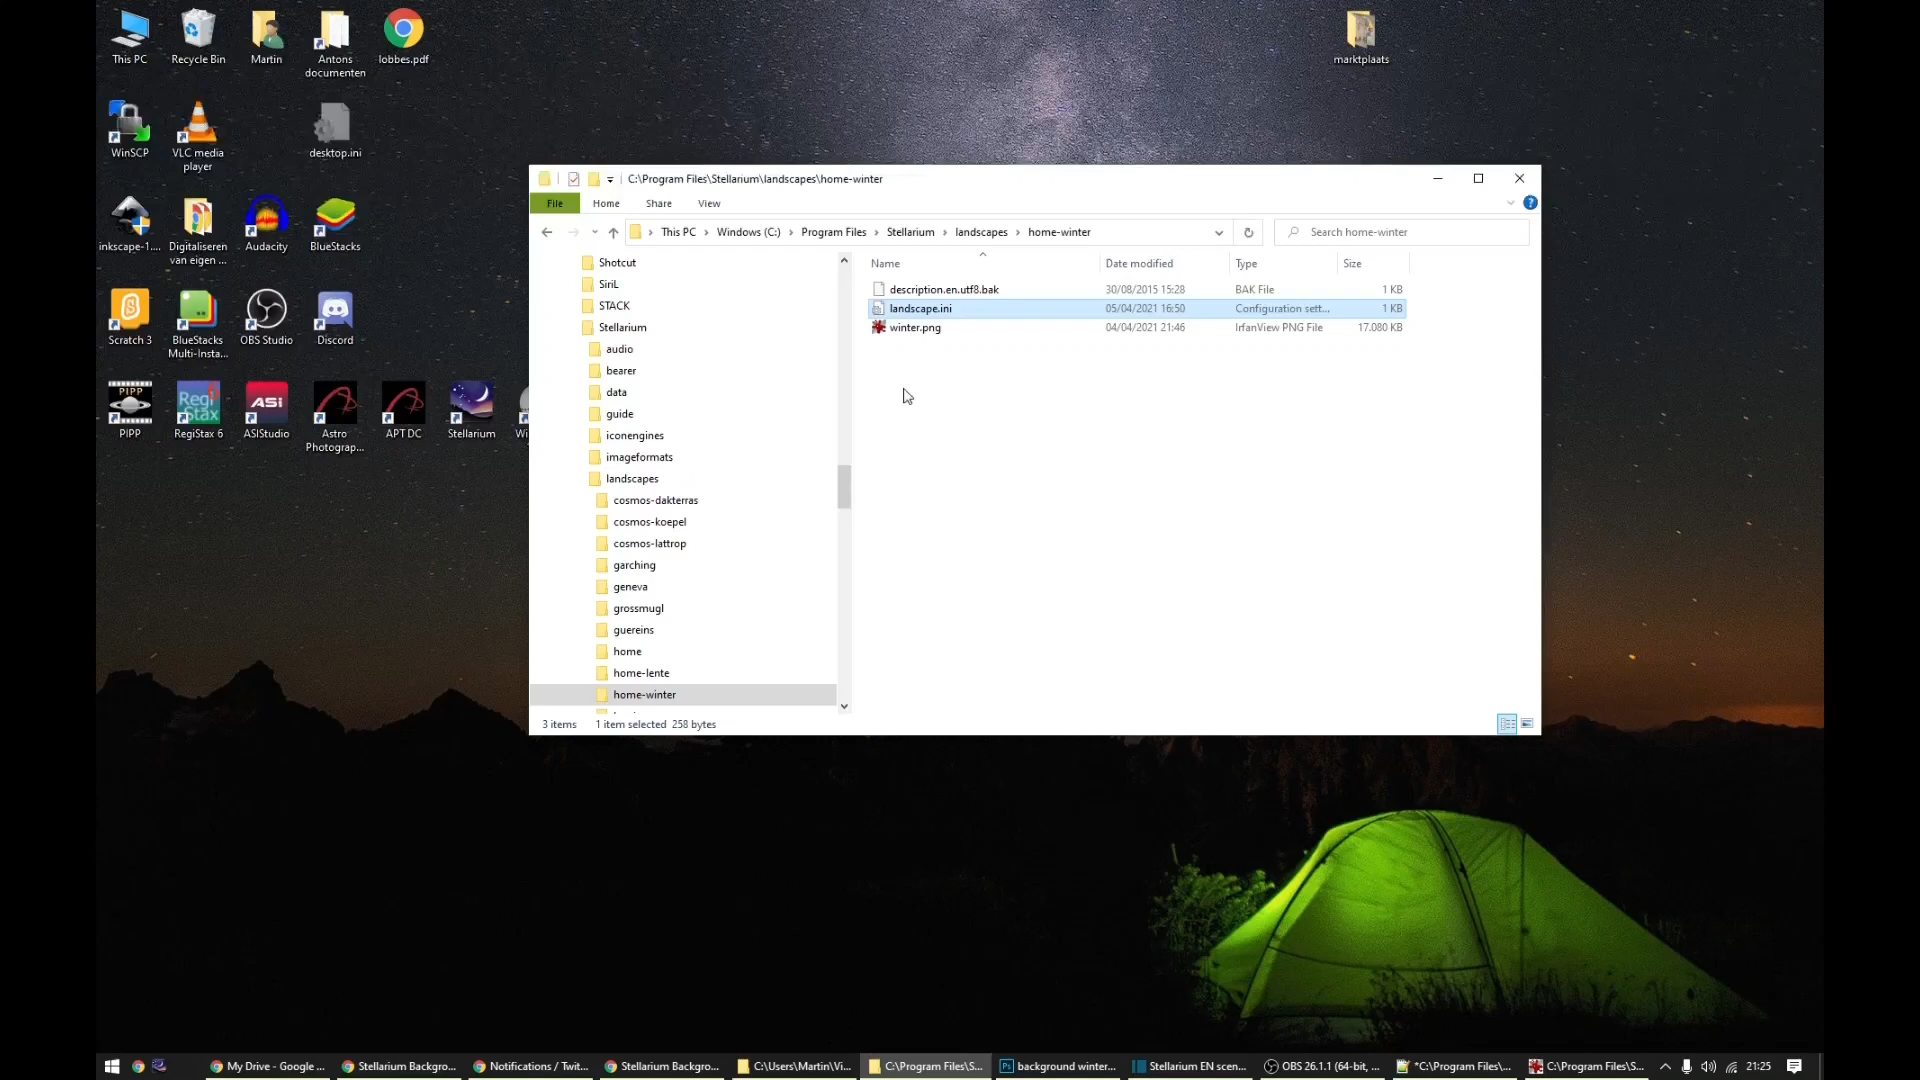 This PC
Recycle Bin
Martin
Antons
documenten
lobbes.pdf
marktplaats
WinSCP
VLC media
player
desktop.ini
inkscape-1....
Digitaliseren
van eigen ...
Audacity
BlueStacks
Scratch 3
BlueStacks
Multi-Insta...
OBS Studio
Discord
PIPP
PIPP
Regi
Stax
6
RegiStax 6
ASI
ASIStudio
Astro
Photograp...
APT DC
Stellarium
C:\Program Files\Stellarium\landscapes\home-winter
File Home Share View
This PC > Windows (C:) > Program Files > Stellarium > landscapes > home-winter
Search home-winter
Shotcut
SiriL
STACK
Stellarium
audio
bearer
data
guide
iconengines
imageformats
landscapes
cosmos-dakterras
cosmos-koepel
cosmos-lattrop
garching
geneva
grossmugl
guereins
home
home-lente
home-winter
Name Date modified Type Size
description.en.utf8.bak 30/08/2015 15:28 BAK File 1 KB
landscape.ini 05/04/2021 16:50 Configuration sett... 1 KB
winter.png 04/04/2021 21:46 IrfanView PNG File 17.080 KB
3 items 1 item selected 258 bytes
My Drive - Google ...
Stellarium Backgro...
Notifications / Twit...
Stellarium Backgro...
C:\Users\Martin\Vi...
C:\Program Files\S...
Ps
background winter...
Stellarium EN scen...
OBS 26.1.1 (64-bit, ...
*C:\Program Files\...
C:\Program Files\S...
21:25